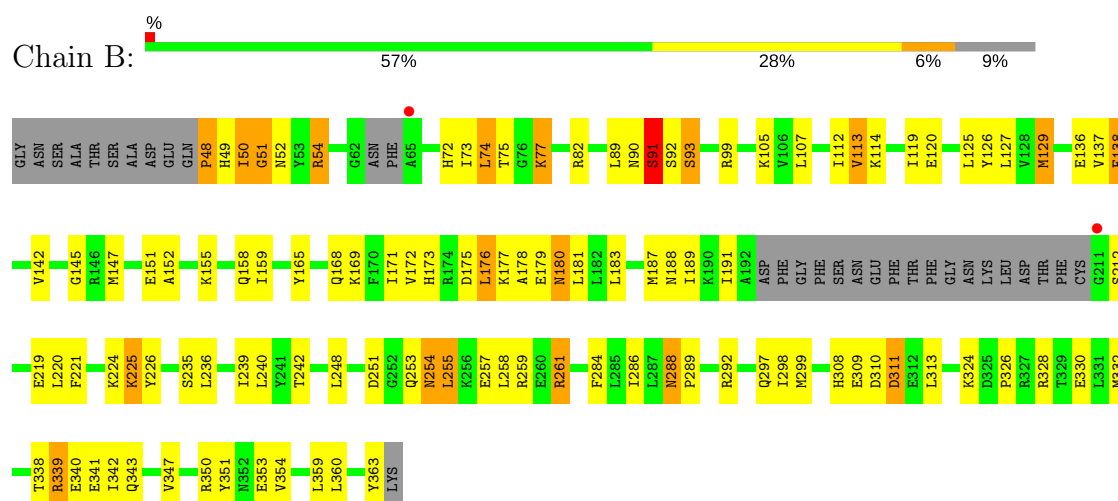 %
Chain B:
57% 28% 6% 9%
GLY ASN SER ALA THR SER ALA ASP GLU GLN P48 H49 I50 G51 N52 Y53 R54 G62 ASN PHE A65 H72 I73 L74 T75 S76 K77 R82 L89 N90 S91 S92 S93 R99 K105 V106 L107 I112 V113 K114 I119 E120 L125 Y126 L127 V128 M129 E136 V137 F138
V142 G145 R146 M147 E151 A152 K155 Q158 I159 Y165 Q168 K169 F170 I171 V172 H173 R174 D175 L176 K177 A178 E179 N180 L181 L182 L183 M187 N188 I189 K190 I191 A192 ASP PHE GLY PHE SER ASN GLU PHE THR PHE GLY ASN LYS LEU ASP THR PHE CYS G211 S212
E219 L220 F221 K224 K225 Y226 S235 L236 I239 L240 Y241 T242 L248 D251 G252 Q253 N254 L255 K256 E257 L258 R259 E260 R261 F284 L285 I286 L287 N288 P289 R292 Q297 I298 M299 H308 E309 D310 D311 E312 L313 K324 D325 P326 R327 R328 T329 E330 L331 M332
T338 R339 E340 E341 I342 Q343 V347 R350 Y351 N352 E353 V354 L359 L360 Y363 LYS